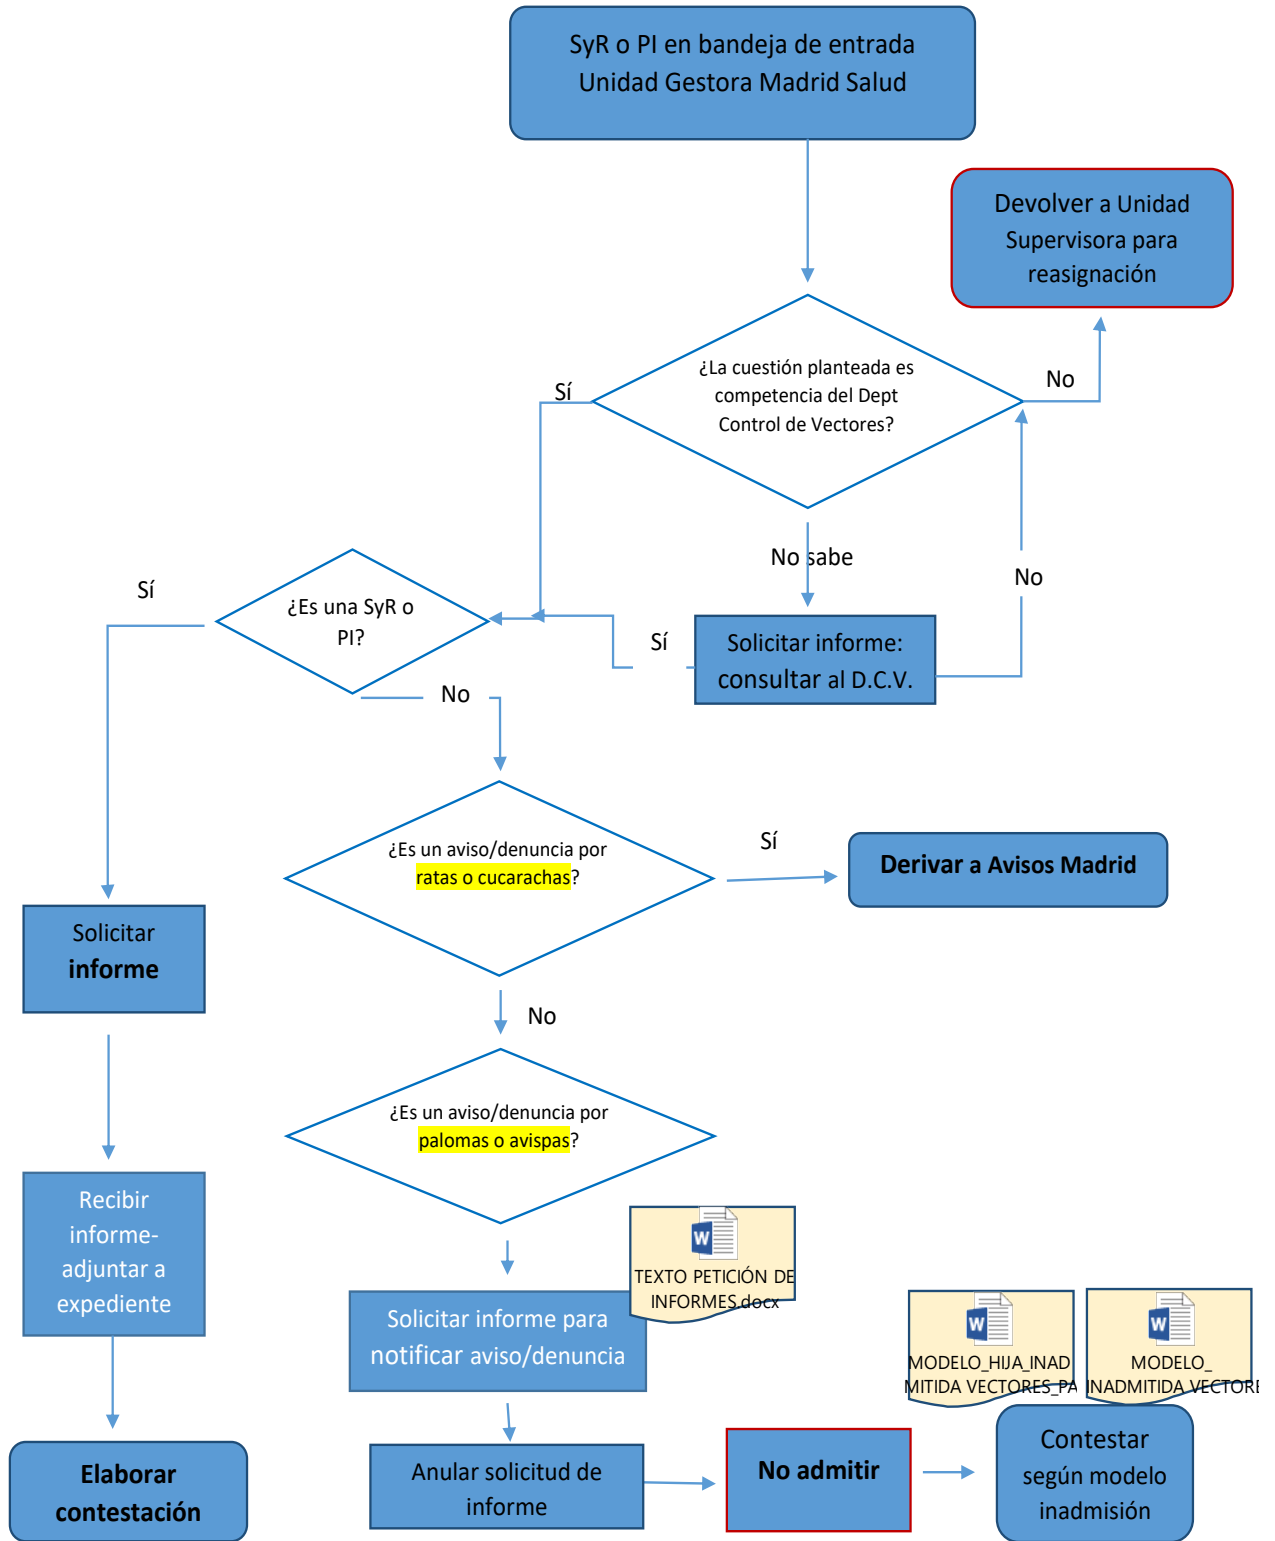 SyR o PI en bandeja de entrada
Unidad Gestora Madrid Salud
Devolver a Unidad
Supervisora para
reasignación
¿La cuestión planteada es
competencia del Dept
Control de Vectores?
No
Sí
No sabe
No
Sí
¿Es una SyR o
PI?
Sí
Solicitar informe:
consultar al D.C.V.
No
¿Es un aviso/denuncia por
ratas o cucarachas?
Sí
Derivar a Avisos Madrid
Solicitar
informe
No
¿Es un aviso/denuncia por
palomas o avispas?
Recibir
informe-
adjuntar a
expediente
TEXTO PETICIÓN DE
INFORMES.docx
Solicitar informe para
notificar aviso/denuncia
MODELO_HIJA_INAD
MITIDA VECTORES_PA
MODELO_
INADMITIDA VECTORE
Elaborar
contestación
Anular solicitud de
informe
No admitir
Contestar
según modelo
inadmisión